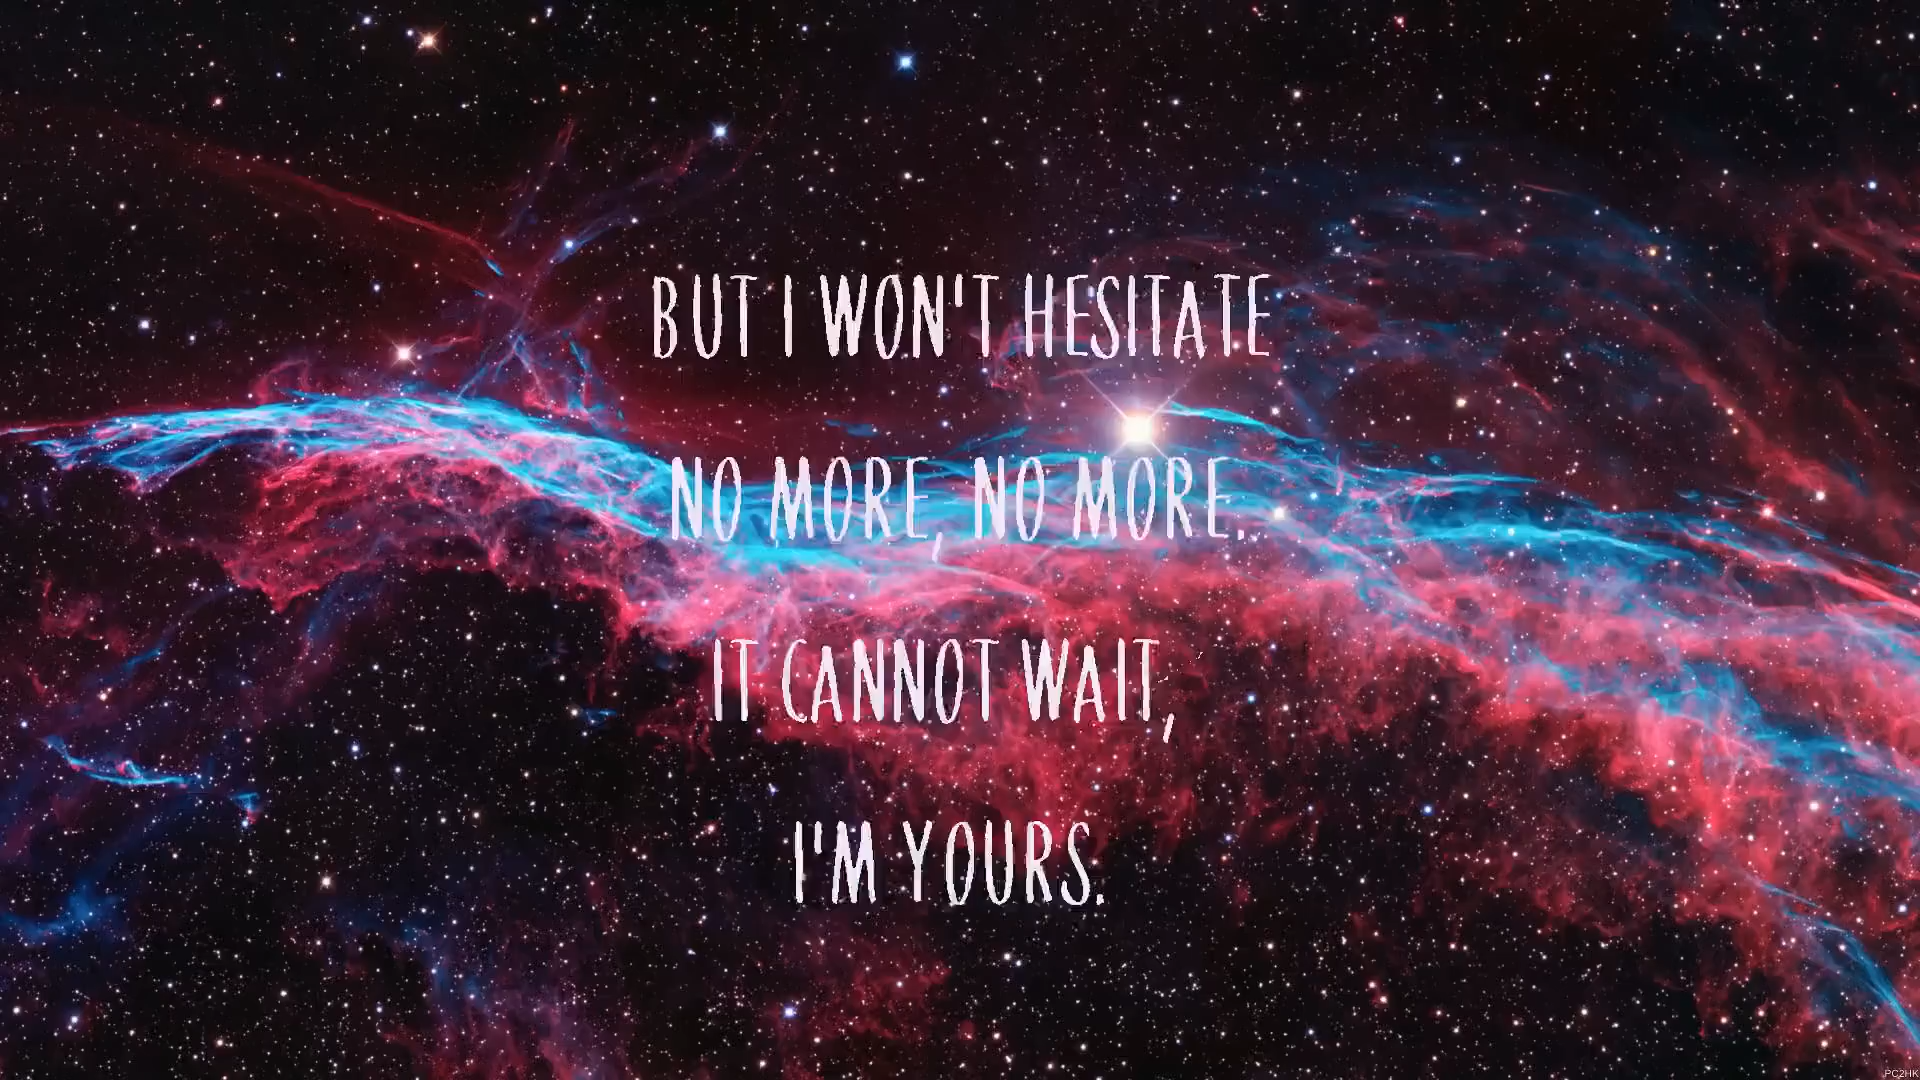 BUT I WON'T HESITATE
NO MORE, NO MORE.
IT CANNOT WAIT,
I'M YOURS.
PC2HK